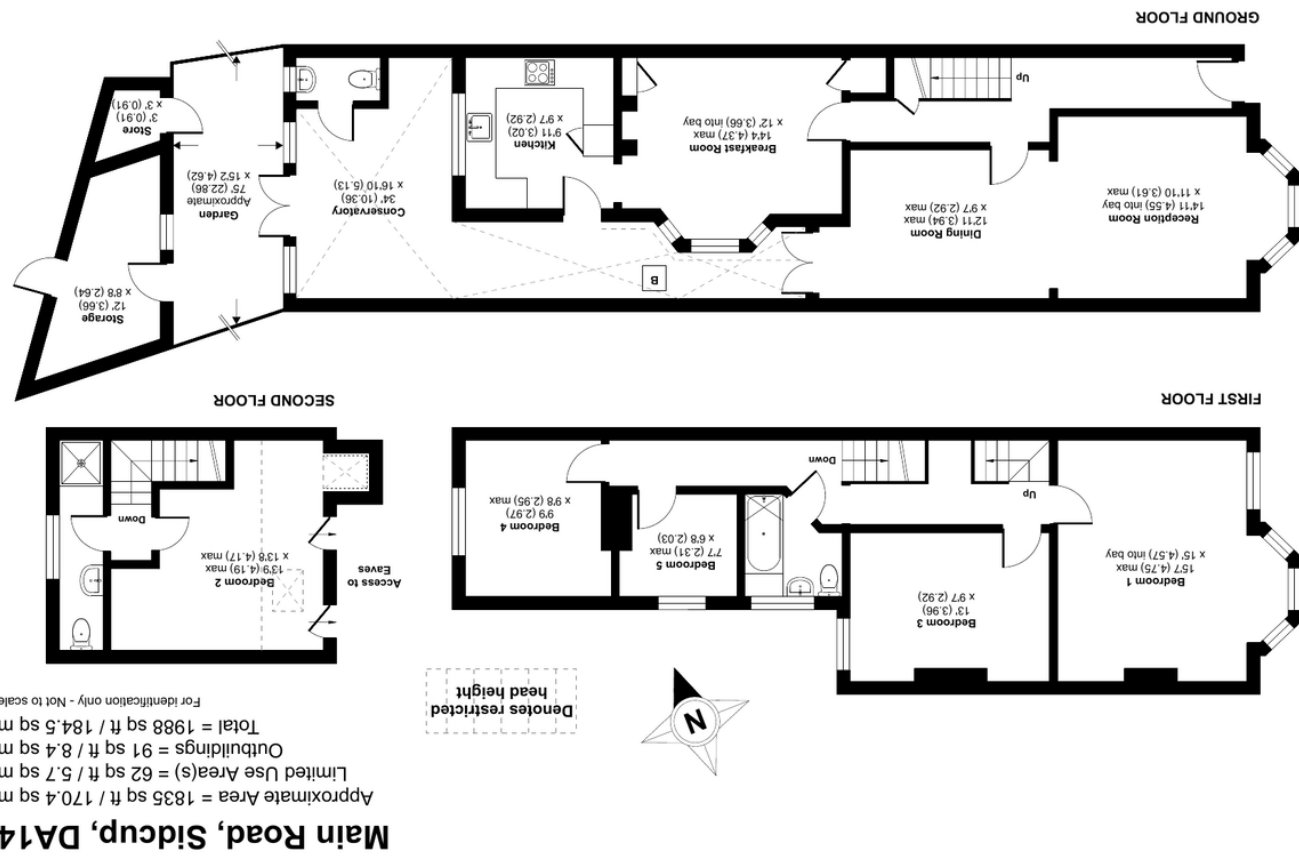 Main Road, Sidcup, DA14
Approximate Area = 1835 sq ft / 170.4 sq m
Limited Use Area(s) = 62 sq ft / 5.7 sq m
Outbuildings = 91 sq ft / 8.4 sq m
Total = 1988 sq ft / 184.5 sq m
For identification only - Not to scale
Denotes restricted
head height
N
Bedroom 1
15'7 (4.75) max
x 15' (4.57) into bay
Bedroom 3
13' (3.96)
x 9'7 (2.92)
Bedroom 5
7'7 (2.31) max
x 6'8 (2.03)
Bedroom 4
9'9 (2.97)
x 9'8 (2.95) max
Up
Down
FIRST FLOOR
Access to
Eaves
Bedroom 2
13'9 (4.19) max
x 13'8 (4.17) max
Down
SECOND FLOOR
Storage
12' (3.66)
x 8'8 (2.64)
Garden
75' (22.86)
Approximate
x 15'2 (4.62)
Store
3' (0.91)
x 3' (0.91)
Conservatory
34' (10.36)
x 16'10 (5.13)
B
Kitchen
9'11 (3.02)
x 9'7 (2.92)
Breakfast Room
14'4 (4.37) max
x 12' (3.66) into bay
Dining Room
12'11 (3.94) max
x 9'7 (2.92) max
Reception Room
14'11 (4.55) into bay
x 11'10 (3.61) max
Up
GROUND FLOOR